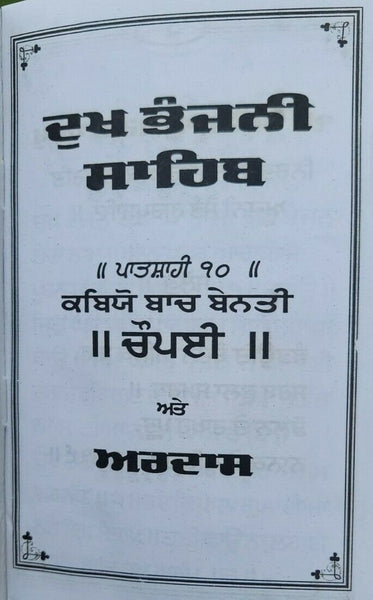 ਦੁਖ ਭੰਜਨੀ
ਸਾਹਿਬ
॥ ਪਾਤਸ਼ਾਹੀ ੧੦ ॥
ਕਬਿਯੋ ਬਾਚ ਬੇਨਤੀ
॥ ਚੌਪਈ ॥
ਅਤੇ
ਅਰਦਾਸ